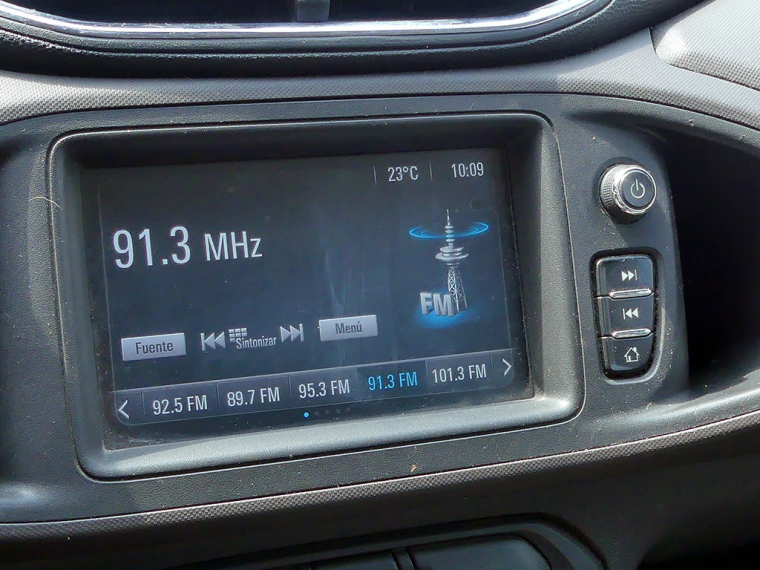 23°C 10:09
91.3 MHz
FM
Fuente Sintonizar Menú
92.5 FM 89.7 FM 95.3 FM 91.3 FM 101.3 FM